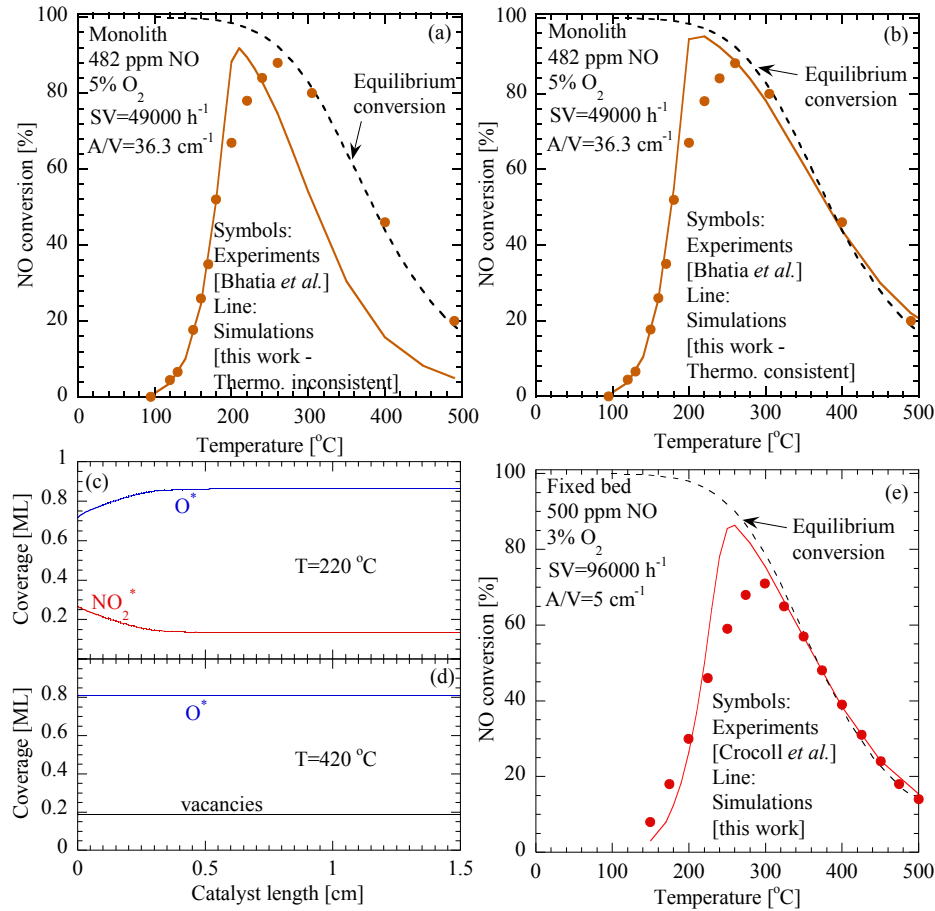 (a)
Monolith
482 ppm NO
5% O2
SV=49000 h-1
A/V=36.3 cm-1
Equilibrium
conversion
Symbols:
Experiments
[Bhatia et al.]
Line:
Simulations
[this work -
Thermo. inconsistent]
NO conversion [%]
100
80
60
40
20
0
0
100
200
300
400
500
Temperature [oC]
(b)
Monolith
482 ppm NO
5% O2
SV=49000 h-1
A/V=36.3 cm-1
Equilibrium
conversion
Symbols:
Experiments
[Bhatia et al.]
Line:
Simulations
[this work -
Thermo. consistent]
NO conversion [%]
100
80
60
40
20
0
0
100
200
300
400
500
Temperature [oC]
(c)
O*
T=220 oC
NO2*
Coverage [ML]
1
0.8
0.6
0.4
0.2
(d)
O*
T=420 oC
vacancies
Coverage [ML]
0.8
0.6
0.4
0.2
0
0
0.5
1
1.5
Catalyst length [cm]
(e)
Fixed bed
500 ppm NO
3% O2
SV=96000 h-1
A/V=5 cm-1
Equilibrium
conversion
Symbols:
Experiments
[Crocoll et al.]
Line:
Simulations
[this work]
NO conversion [%]
100
80
60
40
20
0
0
100
200
300
400
500
Temperature [oC]